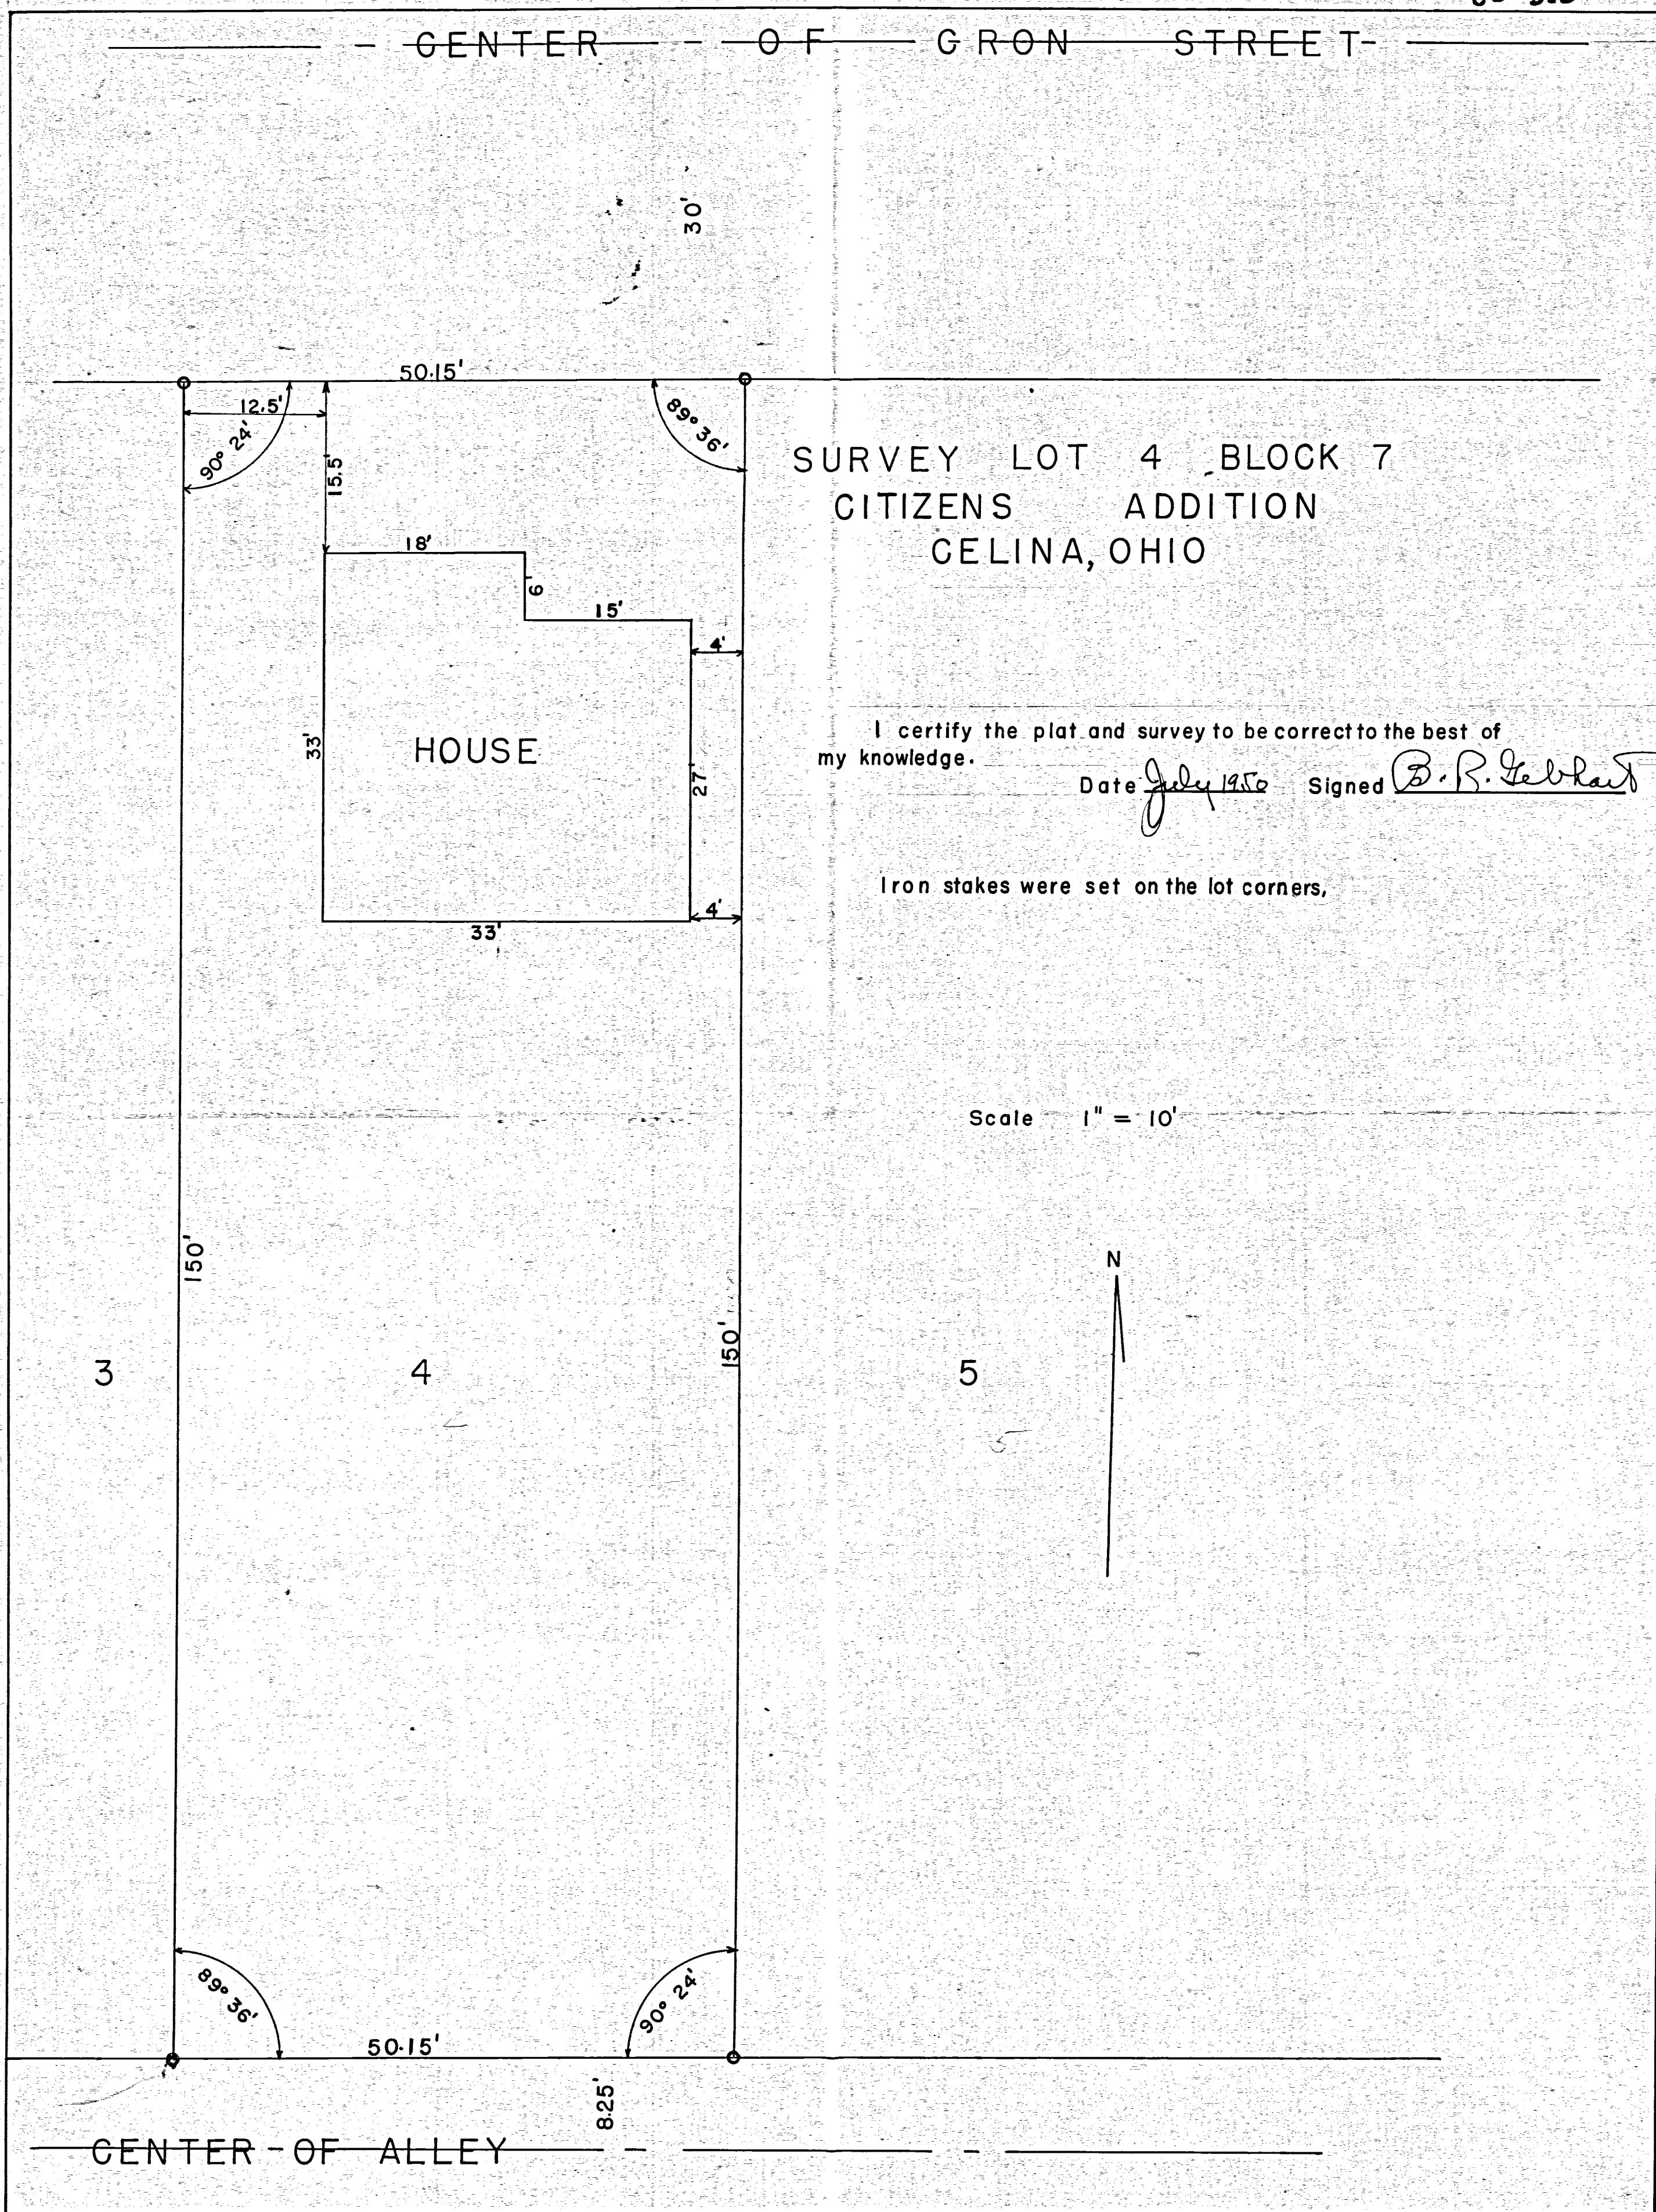 CENTER OF GRON STREET
30'
50.15'
12.5'
90° 24'
89° 36'
15.5'
SURVEY LOT 4 BLOCK 7
CITIZENS ADDITION
CELINA, OHIO
18'
6'
15'
4'
I certify the plat and survey to be correct to the best of
my knowledge.
33'
HOUSE
27'
Date July 1950 Signed B. R. Gebhart
Iron stakes were set on the lot corners,
4'
33'
Scale 1" = 10'
150'
N
150'
3 4 5
5
89° 36'
90° 24'
50.15'
8.25'
CENTER OF ALLEY